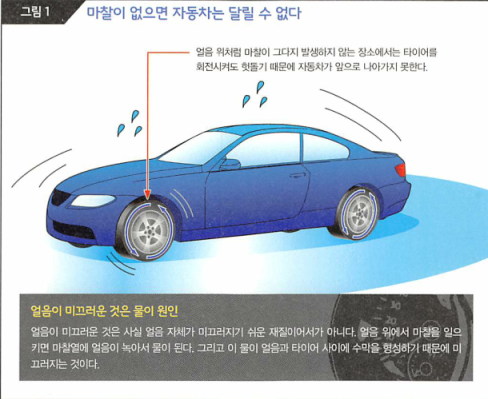 그림 1
마찰이 없으면 자동차는 달릴 수 없다
얼음 위처럼 마찰이 그다지 발생하지 않는 장소에서는 타이어를
회전시켜도 헛돌기 때문에 자동차가 앞으로 나아가지 못한다.
얼음이 미끄러운 것은 물이 원인
얼음이 미끄러운 것은 사실 얼음 자체가 미끄러지기 쉬운 재질이어서가 아니다. 얼음 위에서 마찰을 일으
키면 마찰열에 얼음이 녹아서 물이 된다. 그리고 이 물이 얼음과 타이어 사이에 수막을 형성하기 때문에 미
끄러지는 것이다.